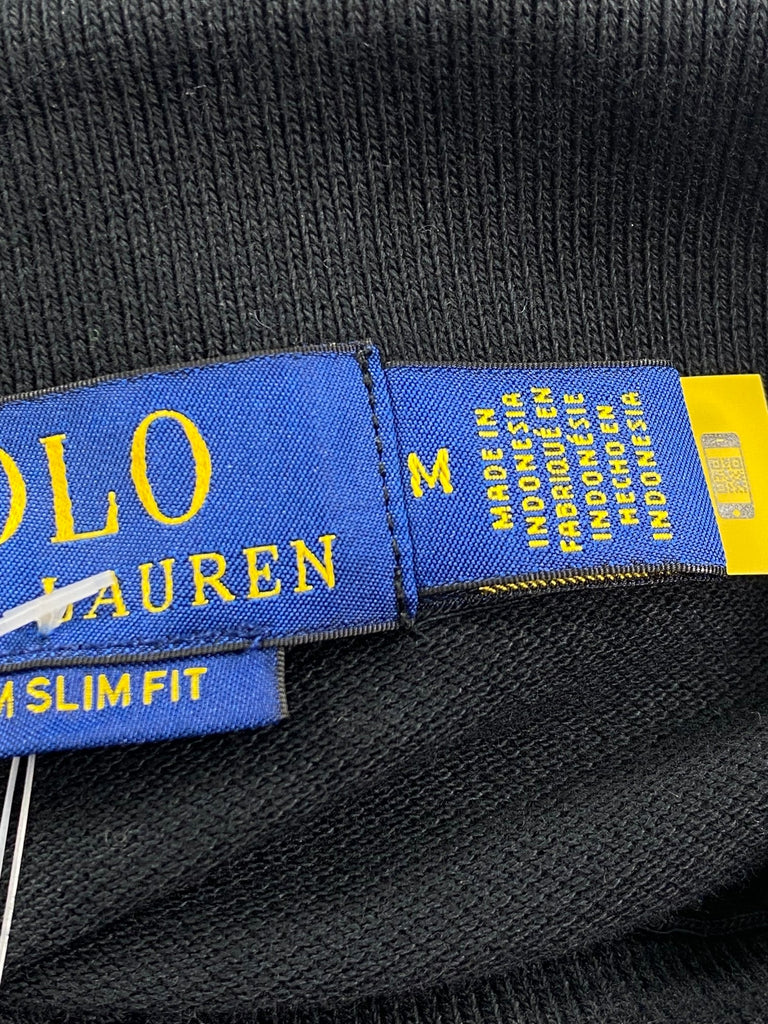 OLO
LAUREN
M SLIM FIT
M
MADE IN
INDONESIA
FABRIQUÉ EN
INDONÉSIE
HECHO EN
INDONESIA